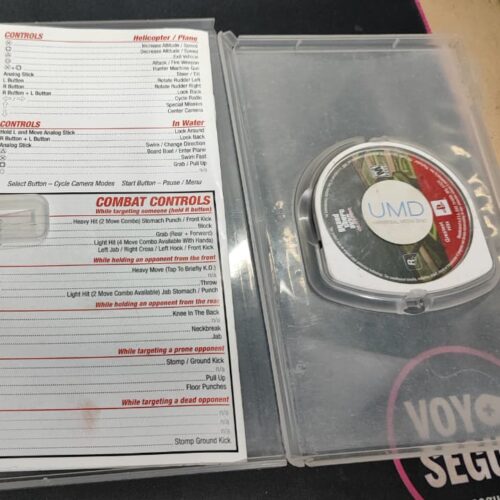 CONTROLS
Helicopter / Plane
Increase Altitude / Speed
Decrease Altitude / Speed
Exit Vehicle
Attack / Fire Weapon
Hunter Machine Gun
Analog Stick Steer / Tilt
L Button Rotate Rudder Left
R Button Rotate Rudder Right
R Button + L Button Look Back
Cycle Radio
Special Mission
Center Camera
CONTROLS
In Water
Hold L and Move Analog Stick Look Around
R Button + L Button Look Back
Analog Stick Swim / Change Direction
Board Boat / Enter Plane
Swim Fast
Grab / Pull Up
n/a
Select Button – Cycle Camera Modes Start Button – Pause / Menu
COMBAT CONTROLS
While targeting someone (hold R button)
Heavy Hit (2 Move Combo) Stomach Punch / Front Kick
Block
Grab (Rear + Forward)
Light Hit (4 Move Combo Available With Hands)
Left Jab / Right Cross / Left Hook / Front Kick
While holding an opponent from the front
Heavy Move (Tap To Briefly K.O.)
n/a
Throw
Light Hit (2 Move Combo Available) Jab Stomach / Punch
While holding an opponent from the rear
Knee In The Back
n/a
Neckbreak
Jab
While targeting a prone opponent
Stomp / Ground Kick
n/a
Pull Up
Floor Punches
While targeting a dead opponent
n/a
n/a
n/a
Stomp Ground Kick
UMD
VOY
SEGU